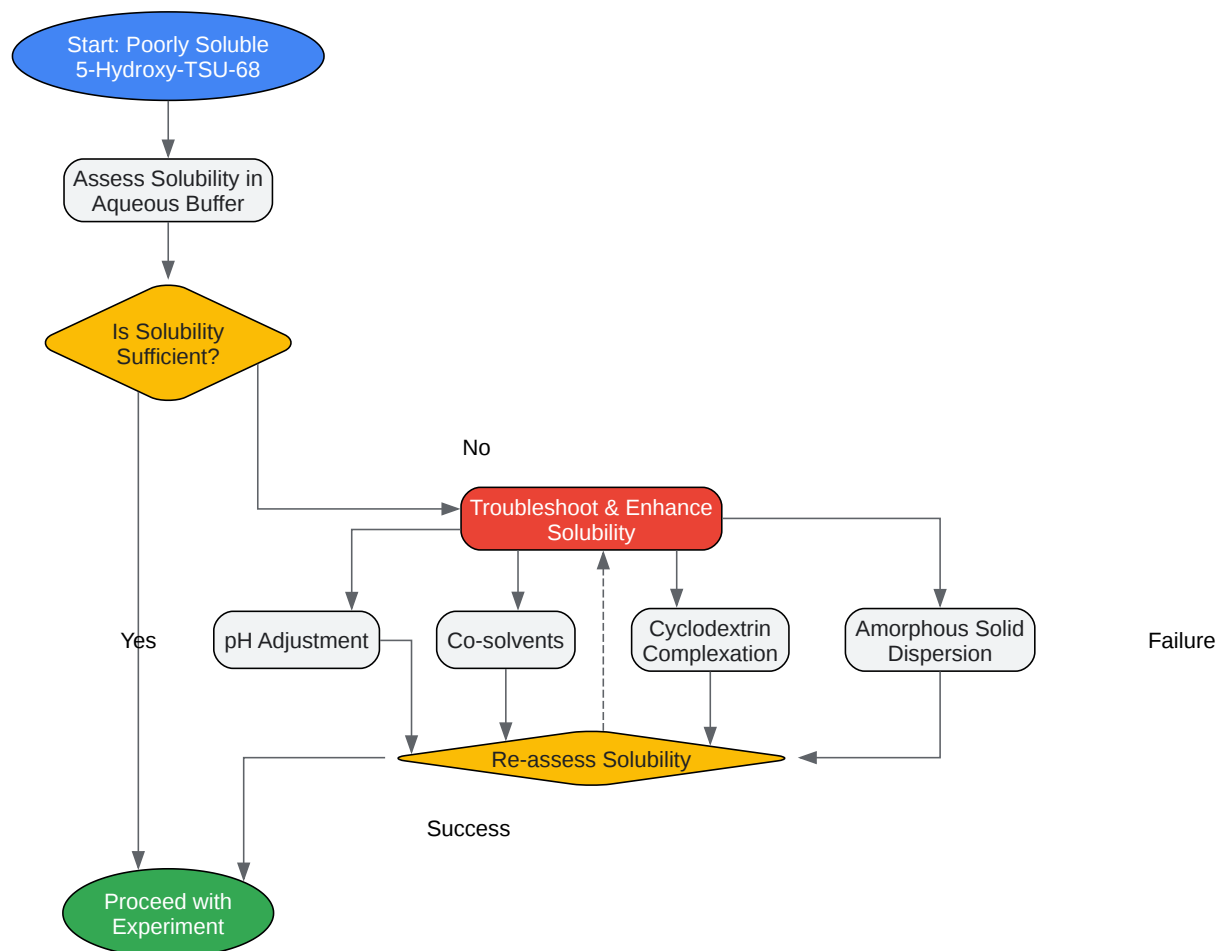 Start: Poorly Soluble
5-Hydroxy-TSU-68
Assess Solubility in
Aqueous Buffer
Is Solubility
Sufficient?
No
Troubleshoot & Enhance
Solubility
Yes
pH Adjustment
Co-solvents
Cyclodextrin
Complexation
Amorphous Solid
Dispersion
Failure
Re-assess Solubility
Success
Proceed with
Experiment